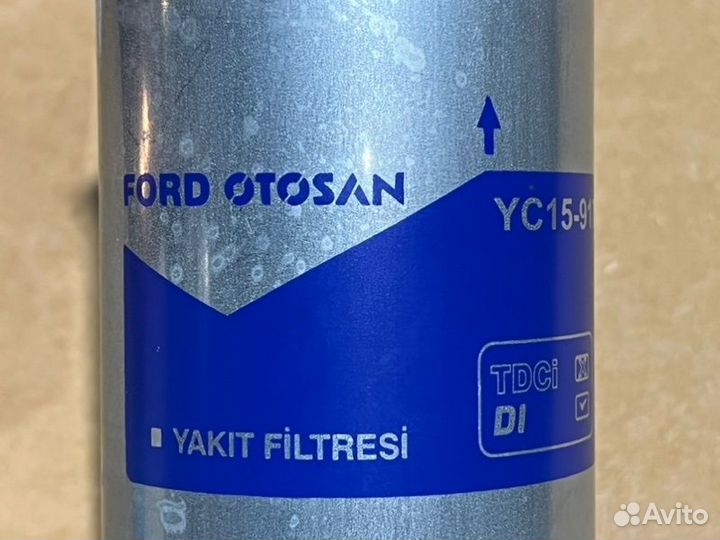 FORD OTOSAN
YC15-91
TDCi
DI
YAKIT FİLTRESİ
Avito